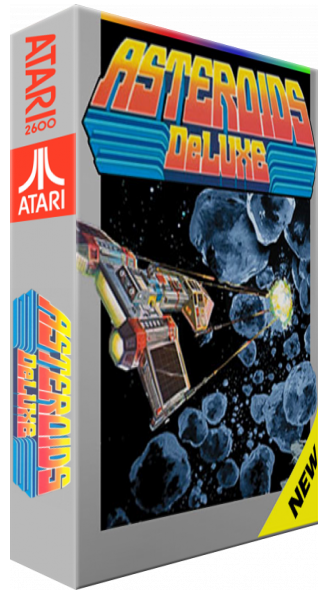 ATARI
2600
ATARI
ASTEROIDS
DeLUXE
ASTEROIDS
DeLUXE
NEW